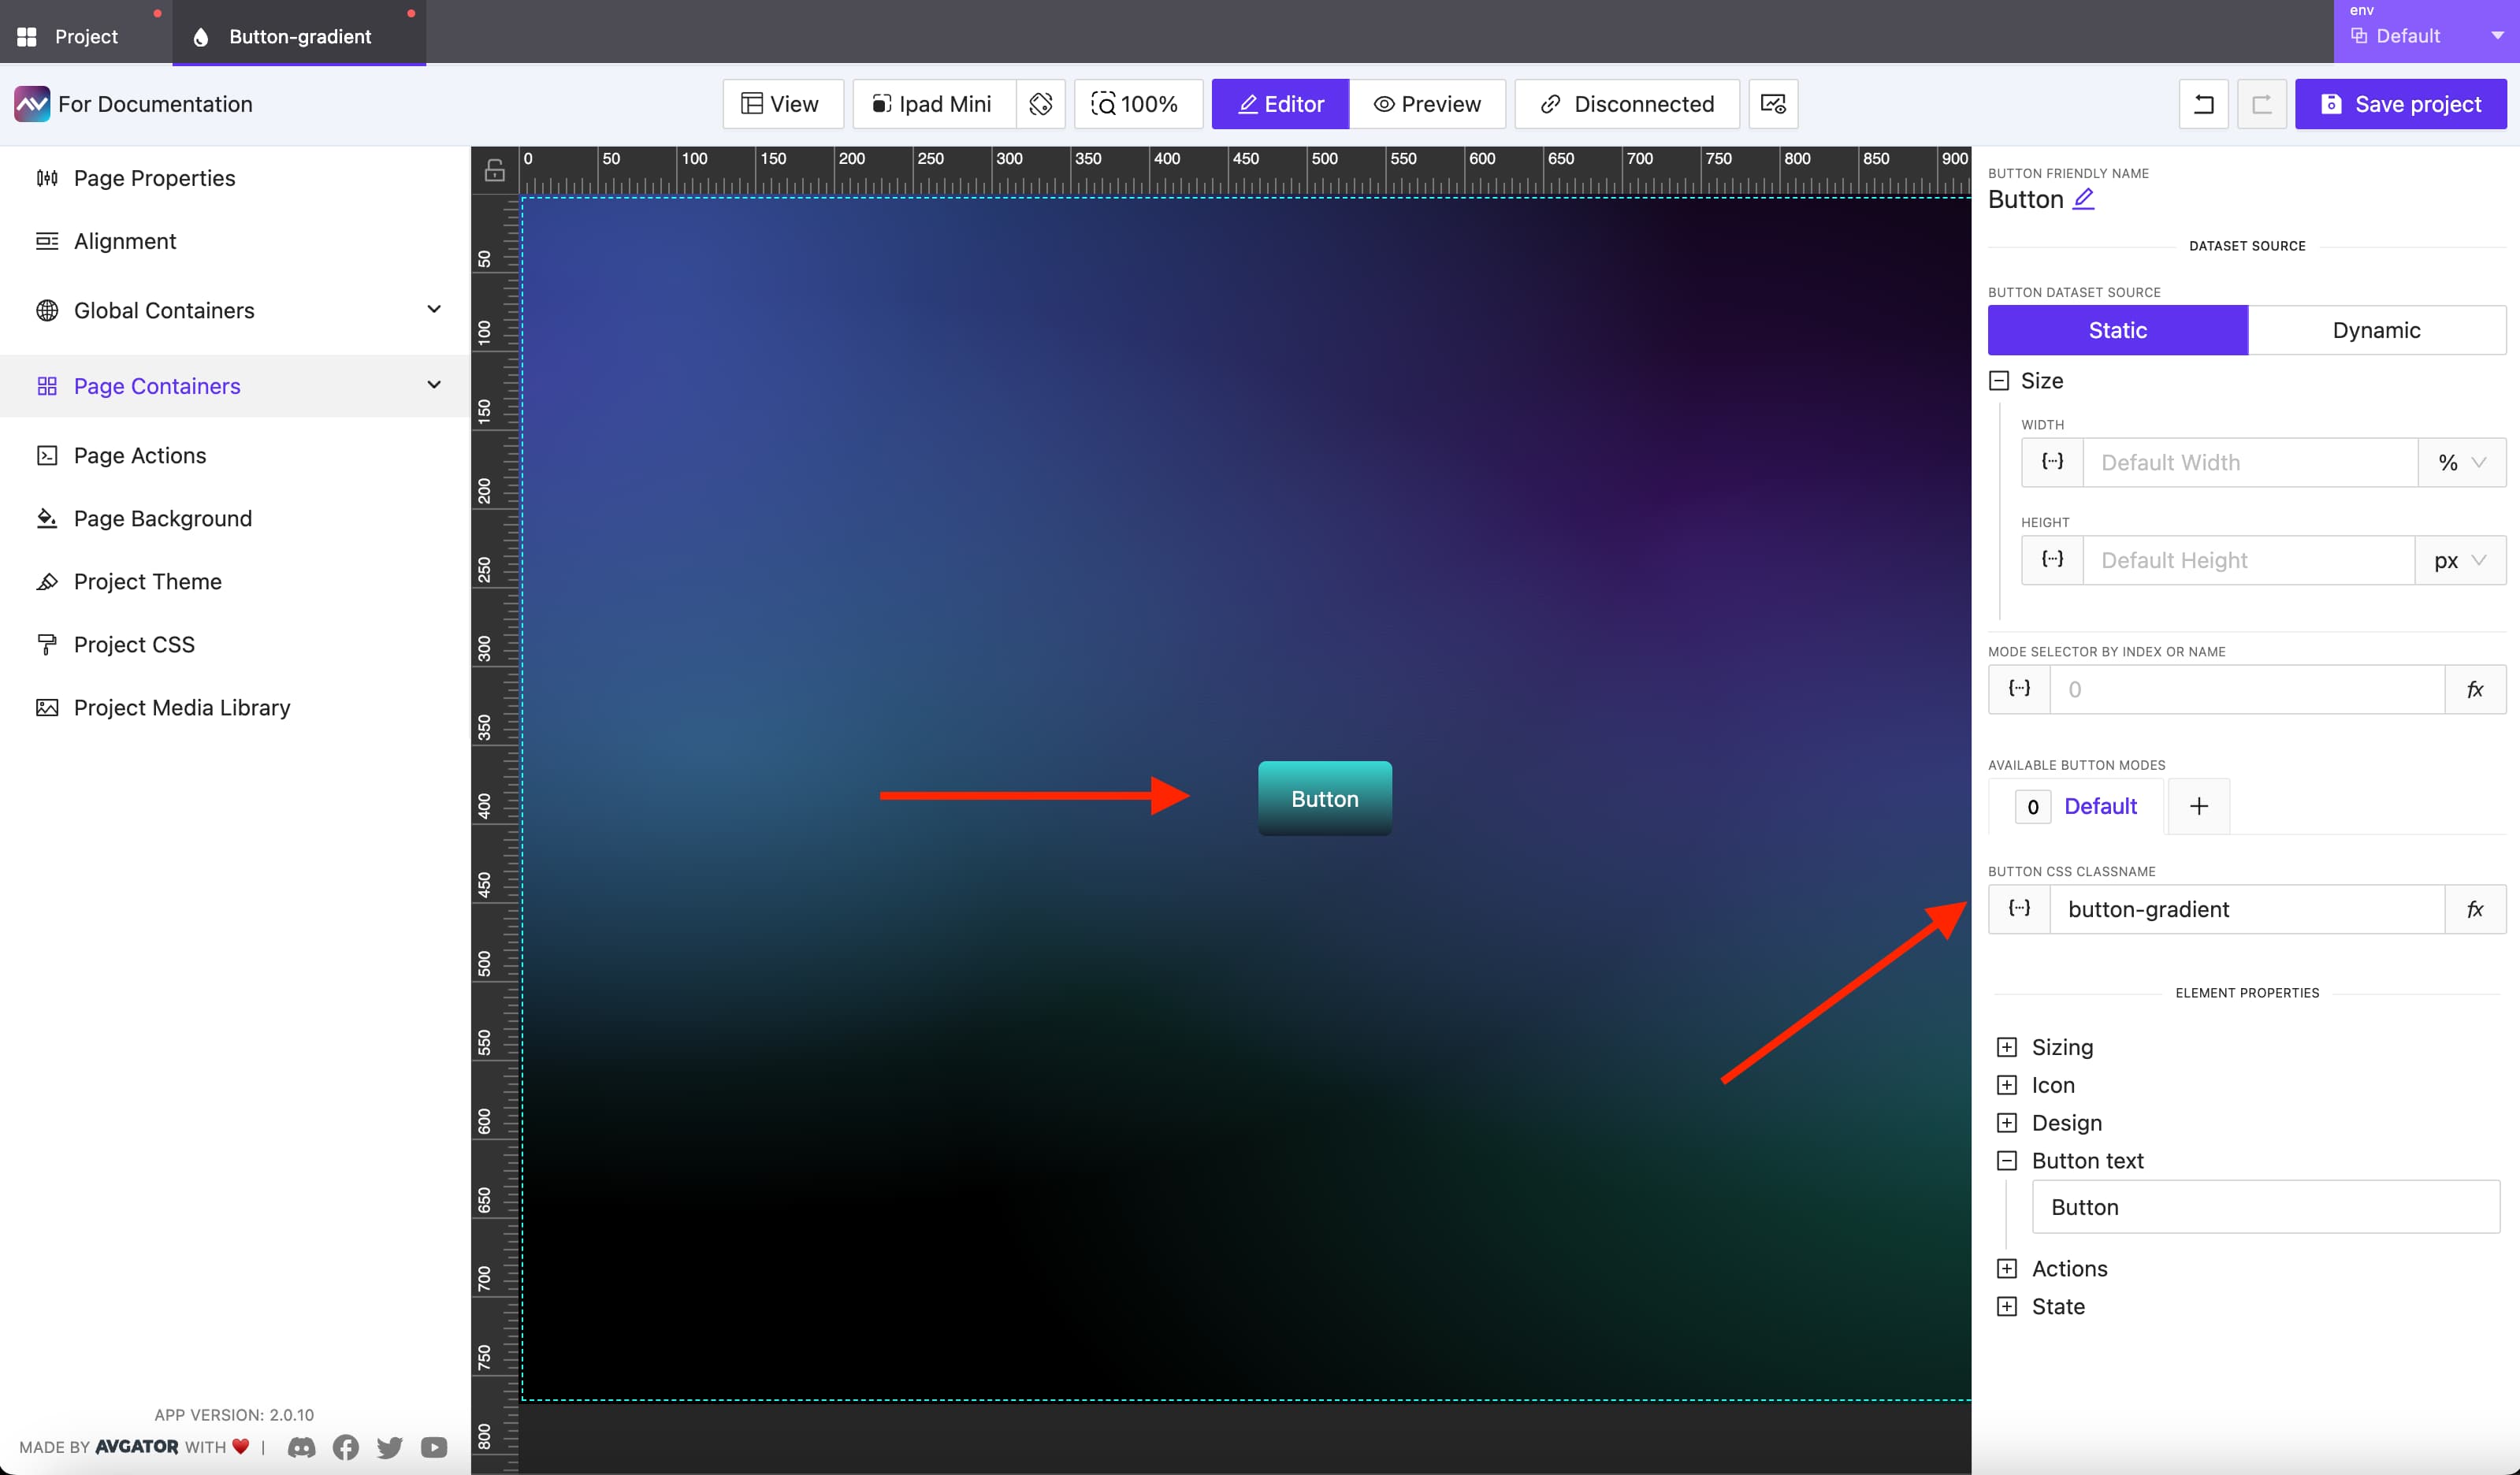 Project
Button-gradient
env
Default
For Documentation
View
Ipad Mini
100%
Editor
Preview
Disconnected
Save project
Page Properties
Alignment
Global Containers
Page Containers
Page Actions
Page Background
Project Theme
Project CSS
Project Media Library
APP VERSION: 2.0.10
MADE BY AVGATOR WITH ❤️ |
0 50 100 150 200 250 300 350 400 450 500 550 600 650 700 750 800 850 900
50
100
150
200
250
300
350
400
450
500
550
600
650
700
750
800
Button
BUTTON FRIENDLY NAME
Button
DATASET SOURCE
BUTTON DATASET SOURCE
Static Dynamic
Size
WIDTH
{...} Default Width %
HEIGHT
{...} Default Height px
MODE SELECTOR BY INDEX OR NAME
{...} 0 fx
AVAILABLE BUTTON MODES
0 Default +
BUTTON CSS CLASSNAME
{...} button-gradient fx
ELEMENT PROPERTIES
Sizing
Icon
Design
Button text
Button
Actions
State